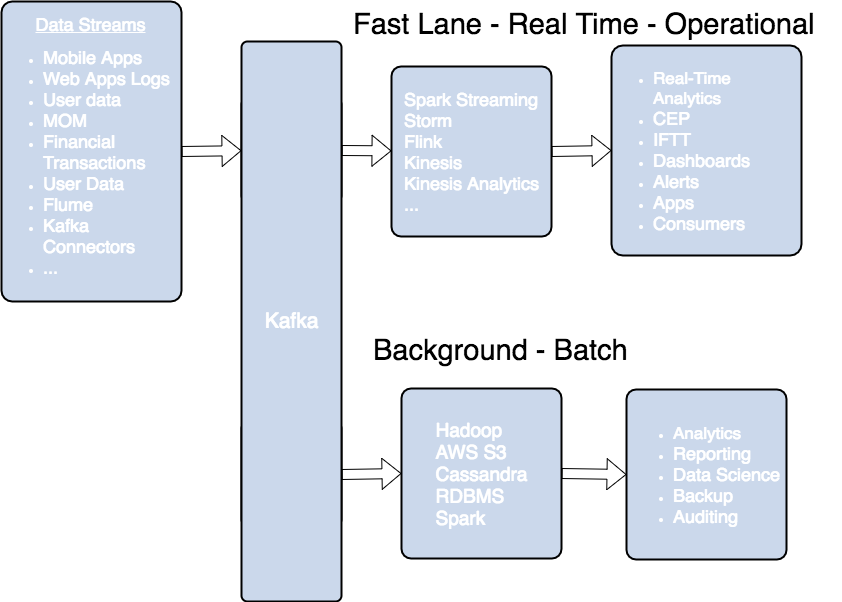 Data Streams
• Mobile Apps
• Web Apps Logs
• User data
• MOM
• Financial
Transactions
• User Data
• Flume
• Kafka
Connectors
• ...
Kafka
Fast Lane - Real Time - Operational
Spark Streaming
Storm
Flink
Kinesis
Kinesis Analytics
...
• Real-Time
Analytics
• CEP
• IFTT
• Dashboards
• Alerts
• Apps
• Consumers
Background - Batch
Hadoop
AWS S3
Cassandra
RDBMS
Spark
• Analytics
• Reporting
• Data Science
• Backup
• Auditing